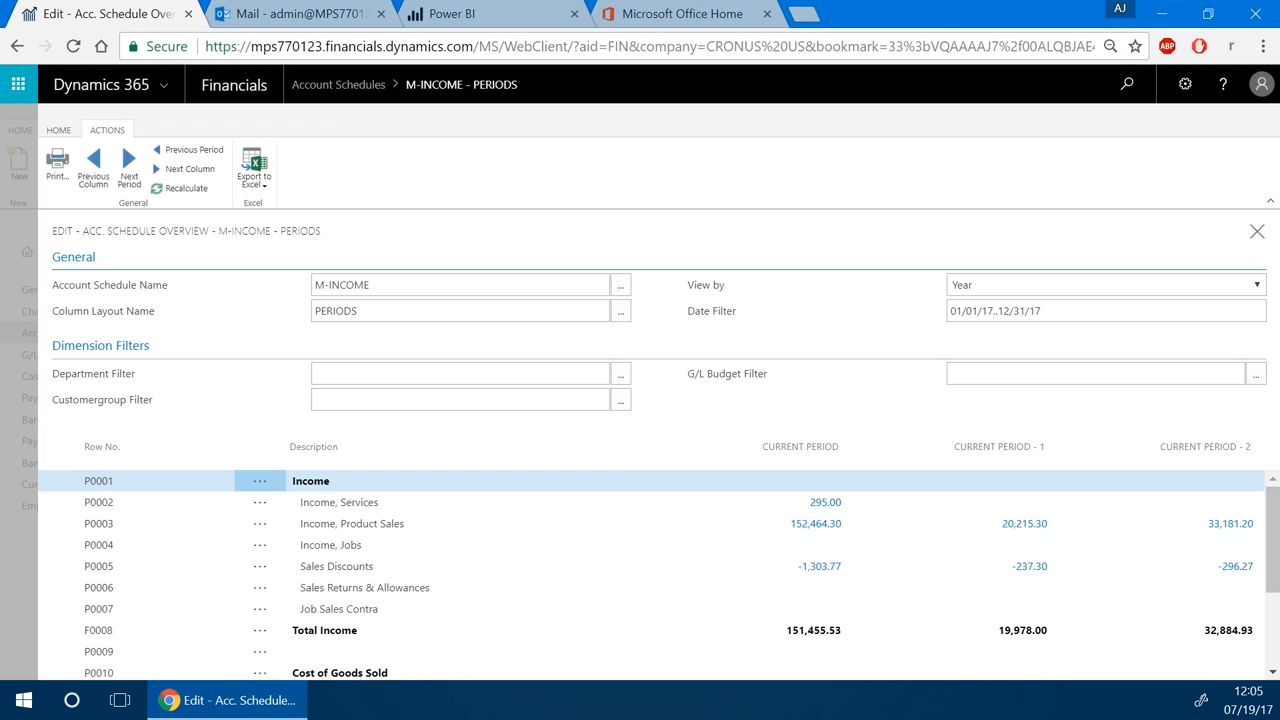 Edit - Acc. Schedule Over
Mail - admin@MPS7701
Power BI
Microsoft Office Home
AJ
Secure
https://mps770123.financials.dynamics.com/MS/WebClient/?aid=FIN&company=CRONUS%20US&bookmark=33%3bVQAAAAJ7%2f00ALQBJAE4
ABP
r
Dynamics 365
Financials
Account Schedules > M-INCOME - PERIODS
?
HOME
HOME
ACTIONS
New
New
Print...
Previous Column
Next Period
Previous Period
Next Column
Recalculate
General
Export to Excel
Excel
EDIT - ACC. SCHEDULE OVERVIEW - M-INCOME - PERIODS
General
Account Schedule Name M-INCOME ... View by Year
Column Layout Name PERIODS ... Date Filter 01/01/17..12/31/17
Dimension Filters
Department Filter ... G/L Budget Filter ...
Customergroup Filter ...
Row No. Description CURRENT PERIOD CURRENT PERIOD - 1 CURRENT PERIOD - 2
P0001 ... Income
P0002 ... Income, Services 295.00
P0003 ... Income, Product Sales 152,464.30 20,215.30 33,181.20
P0004 ... Income, Jobs
P0005 ... Sales Discounts -1,303.77 -237.30 -296.27
P0006 ... Sales Returns & Allowances
P0007 ... Job Sales Contra
F0008 ... Total Income 151,455.53 19,978.00 32,884.93
P0009 ...
P0010 ... Cost of Goods Sold
Edit - Acc. Schedule...
12:05
07/19/17